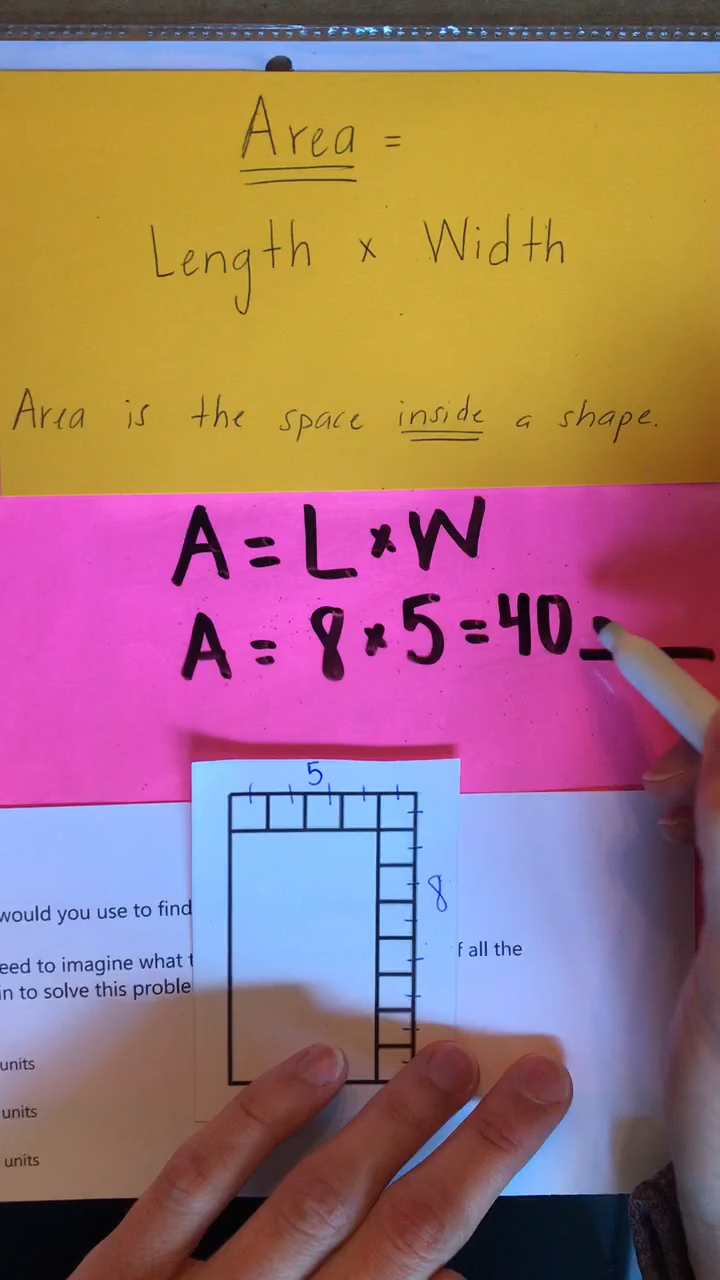 Area =
Length x Width
Area is the space inside a shape.
A = L x W
A = 8 x 5 = 40
5
8
would you use to find
eed to imagine what
f all the
in to solve this proble
units
units
units